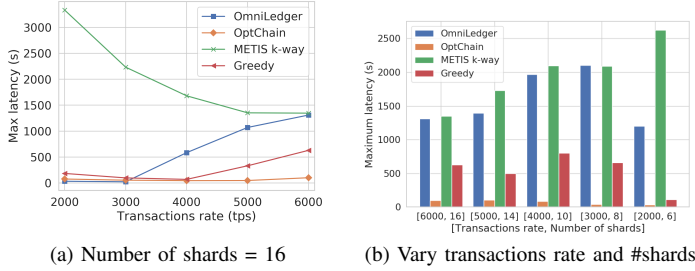 3000
2500
2000
1500
1000
500
0
Max latency (s)
OmniLedger
OptChain
METIS k-way
Greedy
2000 3000 4000 5000 6000
Transactions rate (tps)
(a) Number of shards = 16
2500
2000
1500
1000
500
0
Maximum latency (s)
OmniLedger
OptChain
METIS k-way
Greedy
[6000, 16] [5000, 14] [4000, 10] [3000, 8] [2000, 6]
[Transactions rate, Number of shards]
(b) Vary transactions rate and #shards